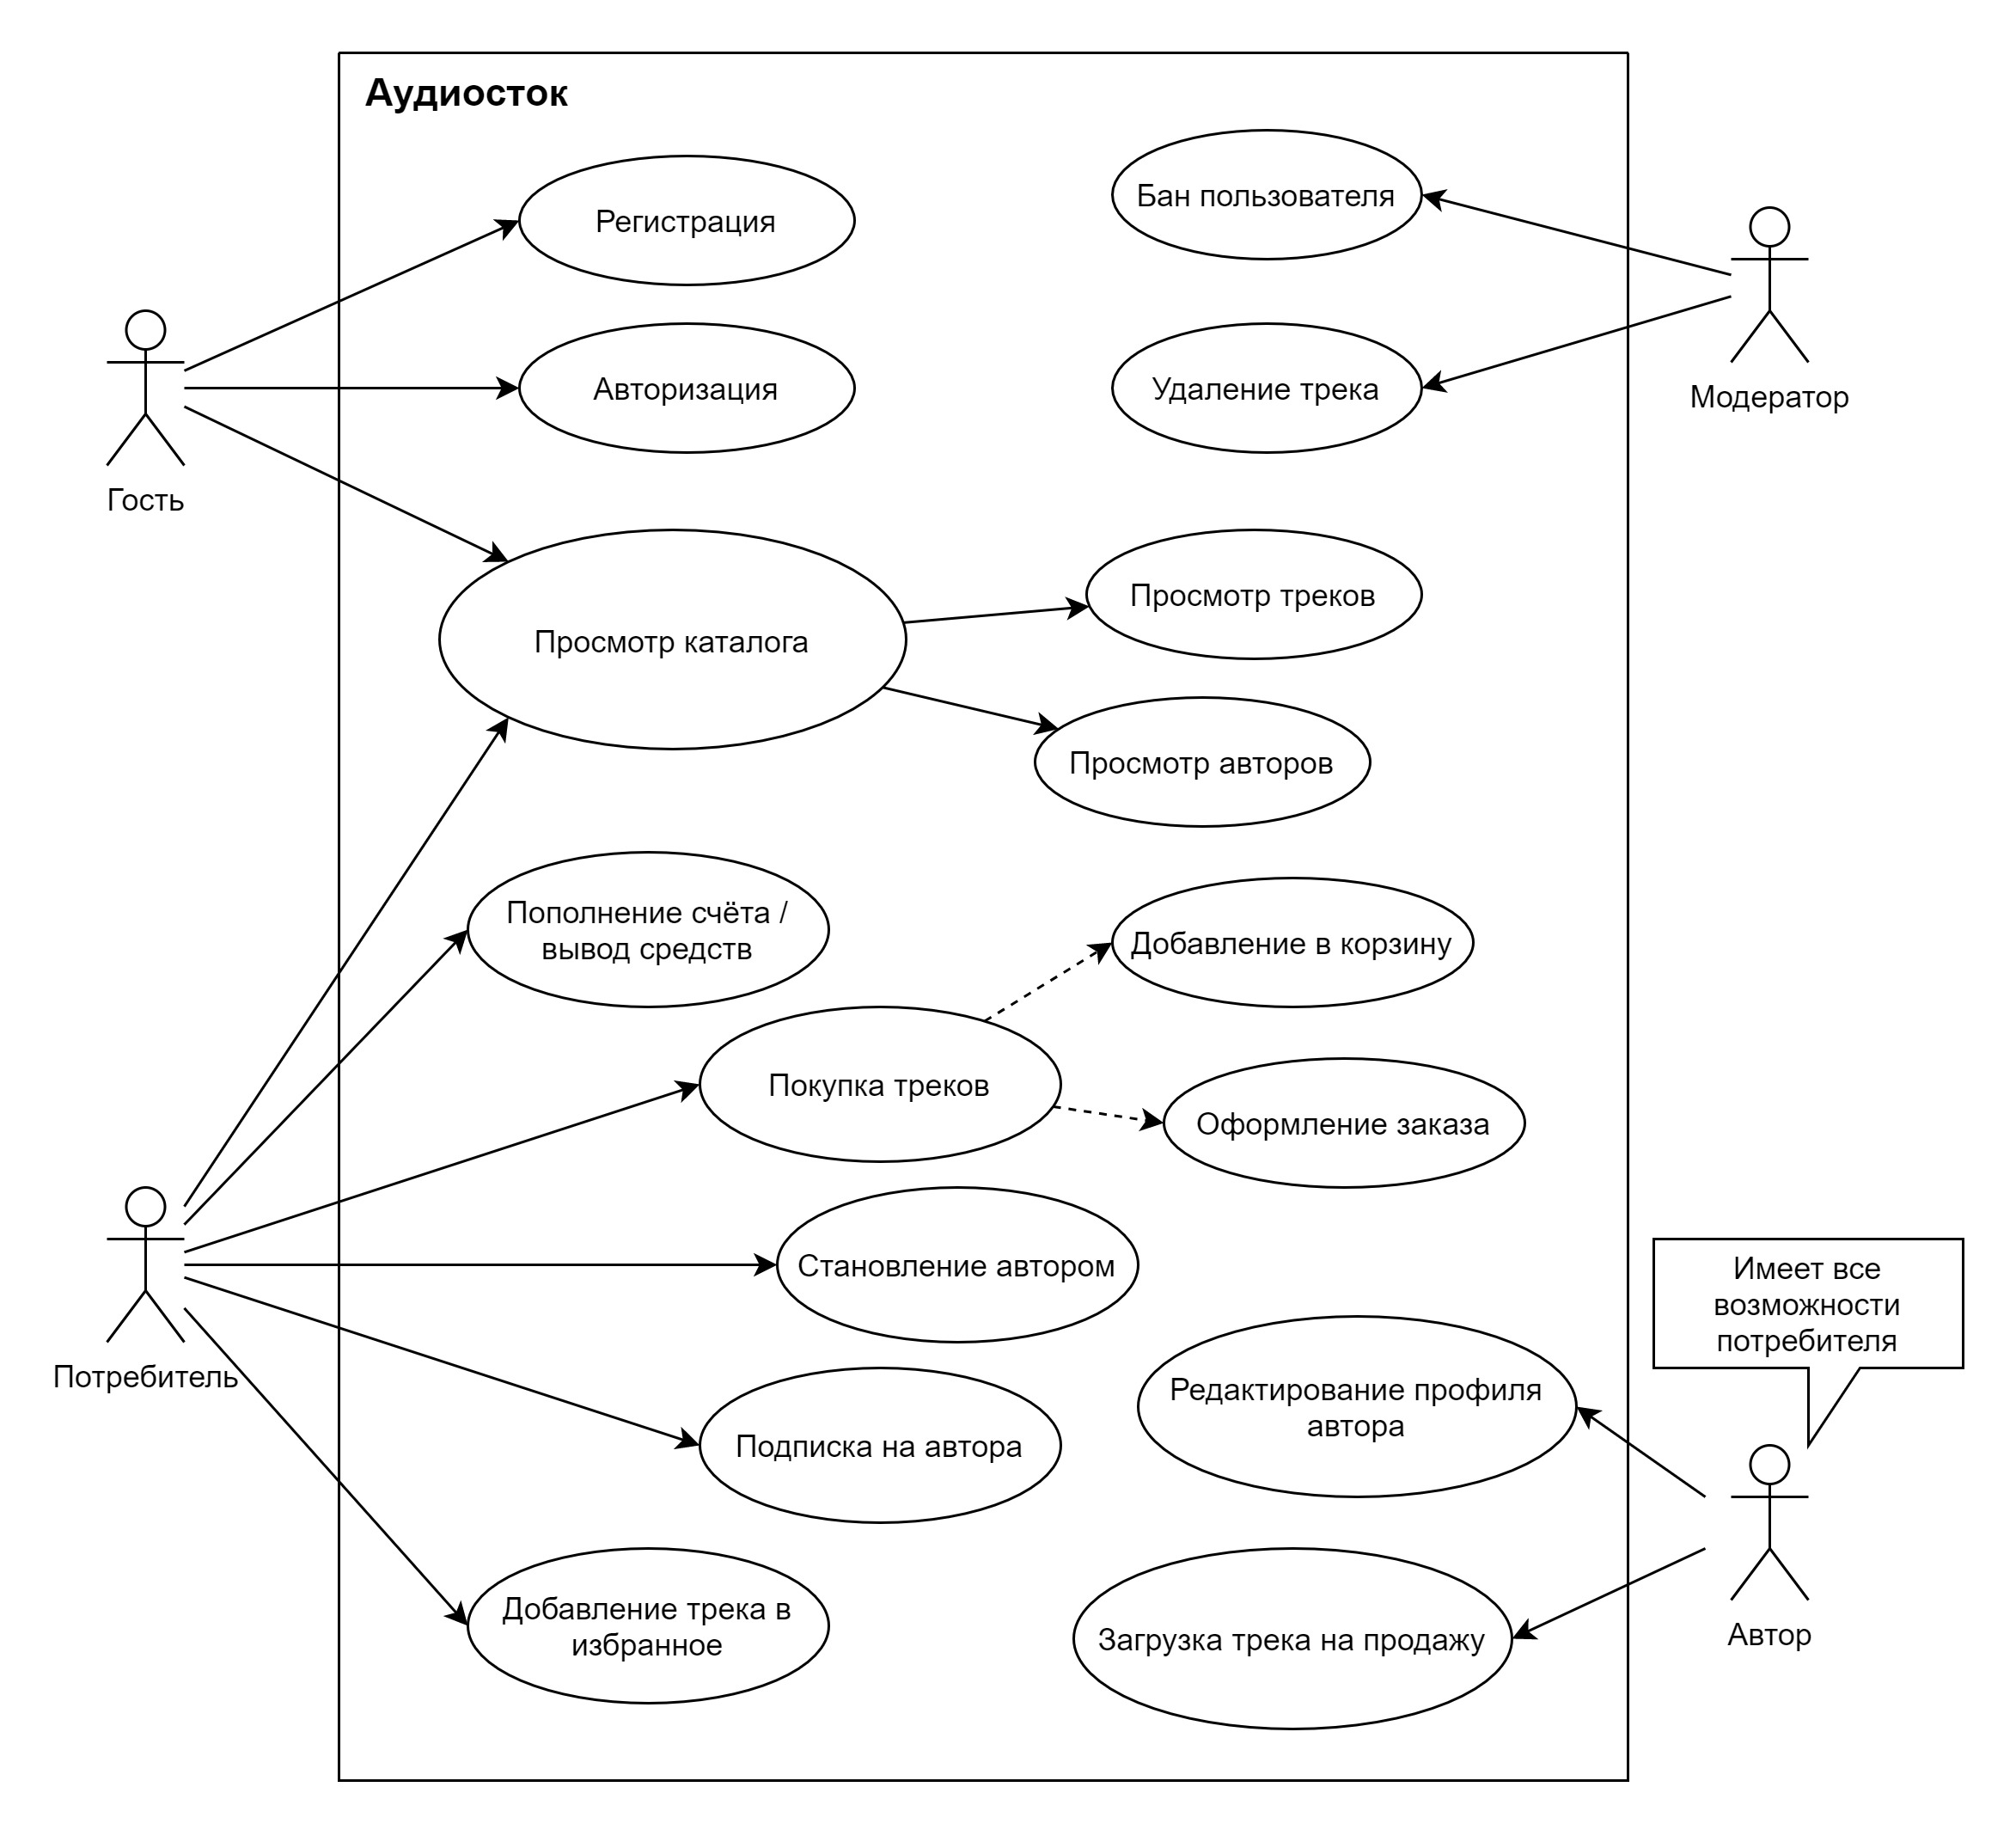 Аудиосток
Регистрация
Бан пользователя
Авторизация
Удаление трека
Модератор
Гость
Просмотр каталога
Просмотр треков
Просмотр авторов
Пополнение счёта /
вывод средств
Добавление в корзину
Покупка треков
Оформление заказа
Становление автором
Имеет все
возможности
потребителя
Потребитель
Редактирование профиля
автора
Подписка на автора
Добавление трека в
избранное
Загрузка трека на продажу
Автор